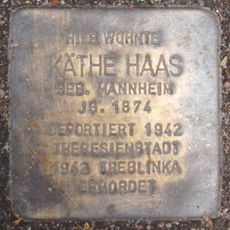 HIER WOHNTE
KÄTHE HAAS
GEB. MANNHEIM
JG. 1874
DEPORTIERT 1942
THERESIENSTADT
1942 TREBLINKA
ERMORDET